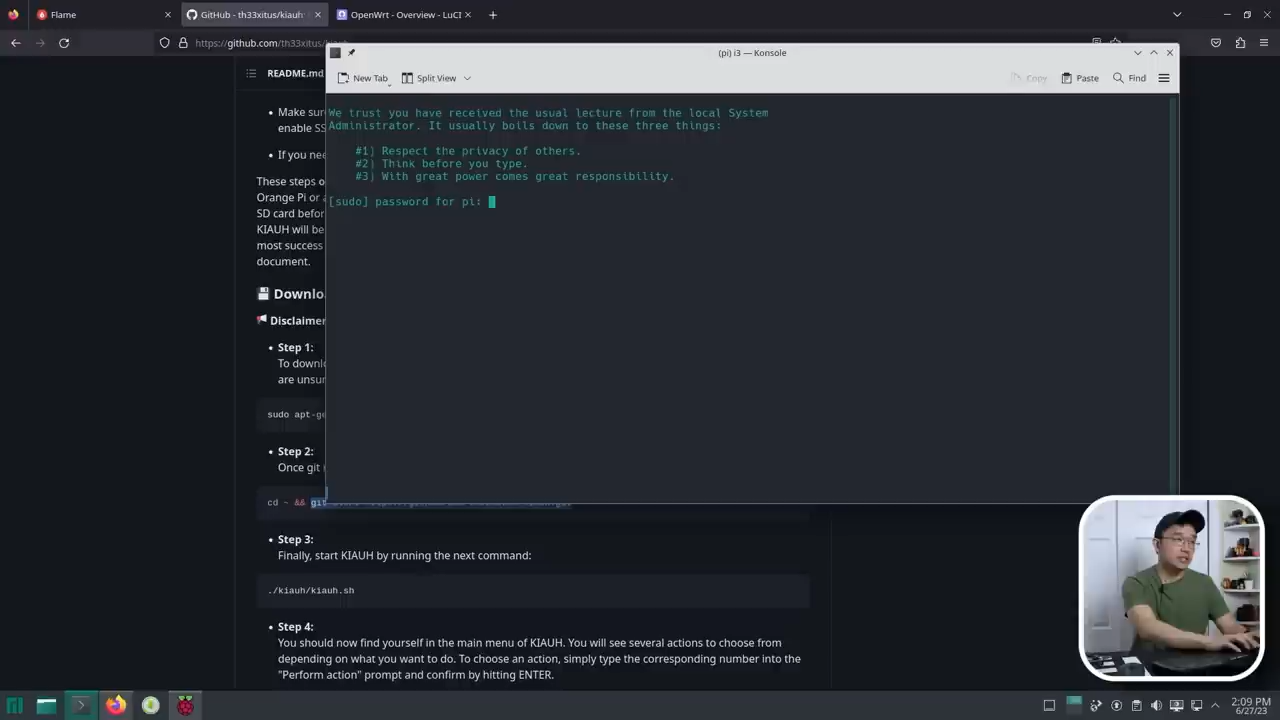 Flame
GitHub - th33xitus/kiauh
OpenWrt - Overview - LuCI
https://github.com/th33xitus/
(pi) i3 — Konsole
README.md
New Tab
Split View
Copy
Paste
Find
We trust you have received the usual lecture from the local System
Administrator. It usually boils down to these three things:
#1) Respect the privacy of others.
#2) Think before you type.
#3) With great power comes great responsibility.
[sudo] password for pi:
Make sur
enable SS
If you nee
These steps o
Orange Pi or
SD card befor
KIAUH will be
most success
document.
Downlo
Disclaimer
Step 1:
To downlo
are unsur
sudo apt-ge
Step 2:
Once git
cd ~ && git
Step 3:
Finally, start KIAUH by running the next command:
./kiauh/kiauh.sh
Step 4:
You should now find yourself in the main menu of KIAUH. You will see several actions to choose from
depending on what you want to do. To choose an action, simply type the corresponding number into the
"Perform action" prompt and confirm by hitting ENTER.
2:09 PM
6/27/23